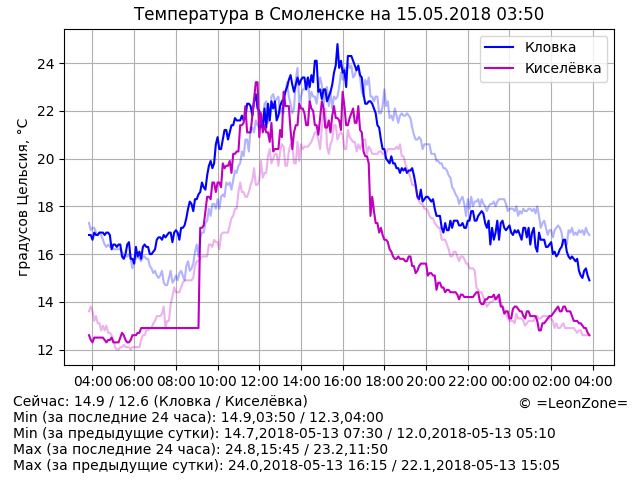 Температура в Смоленске на 15.05.2018 03:50
Кловка
Киселёвка
градусов Цельсия, °C
24
22
20
18
16
14
12
04:00 06:00 08:00 10:00 12:00 14:00 16:00 18:00 20:00 22:00 00:00 02:00 04:00
Сейчас: 14.9 / 12.6 (Кловка / Киселёвка)
© =LeonZone=
Min (за последние 24 часа): 14.9,03:50 / 12.3,04:00
Min (за предыдущие сутки): 14.7,2018-05-13 07:30 / 12.0,2018-05-13 05:10
Max (за последние 24 часа): 24.8,15:45 / 23.2,11:50
Max (за предыдущие сутки): 24.0,2018-05-13 16:15 / 22.1,2018-05-13 15:05